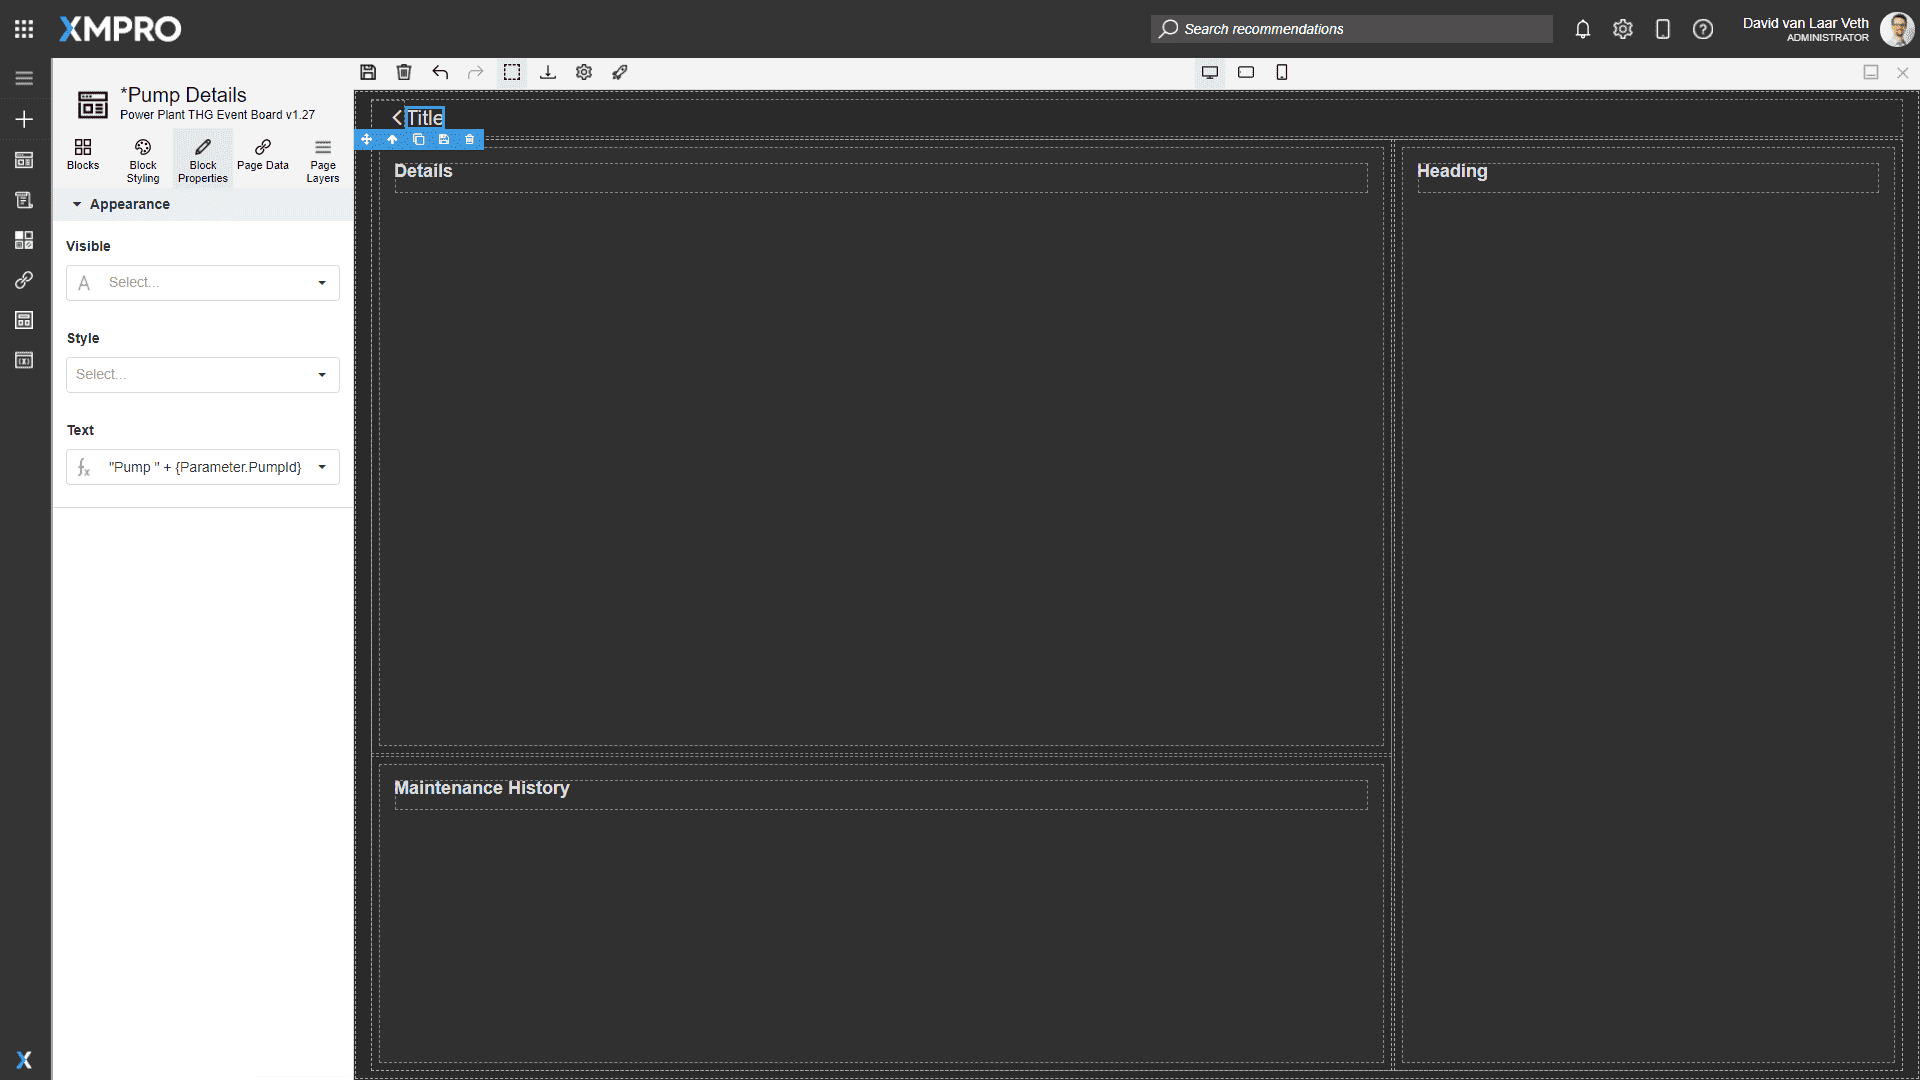 XMPRO
Search recommendations
David van Laar Veth
ADMINISTRATOR
*Pump Details
Power Plant THG Event Board v1.27
Blocks
Block Styling
Block Properties
Page Data
Page Layers
Appearance
Visible
A Select...
Style
Select...
Text
fx "Pump " + {Parameter.PumpId}
Title
Details
Heading
Maintenance History